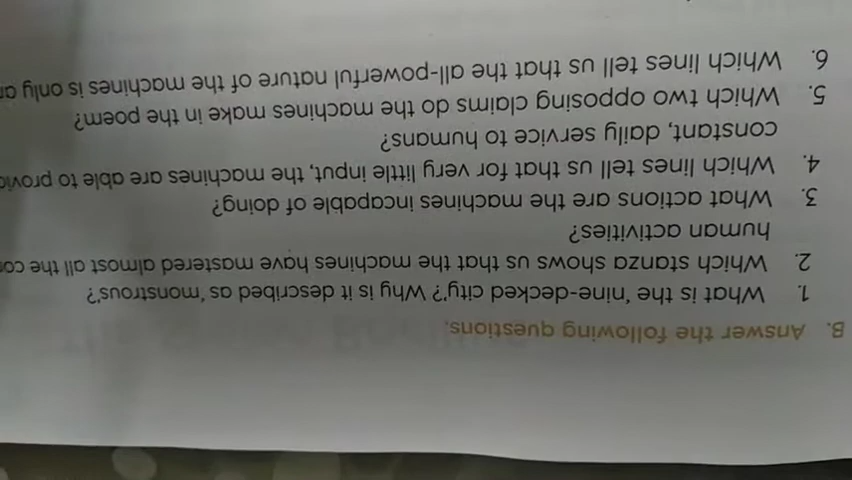 B. Answer the following questions.
1. What is the 'nine-decked city'? Why is it described as 'monstrous'?
2. Which stanza shows us that the machines have mastered almost all the
human activities?
3. What actions are the machines incapable of doing?
4. Which lines tell us that for very little input, the machines are able to
constant, daily service to humans?
5. Which two opposing claims do the machines make in the poem?
6. Which lines tell us that the all-powerful nature of the machines is only